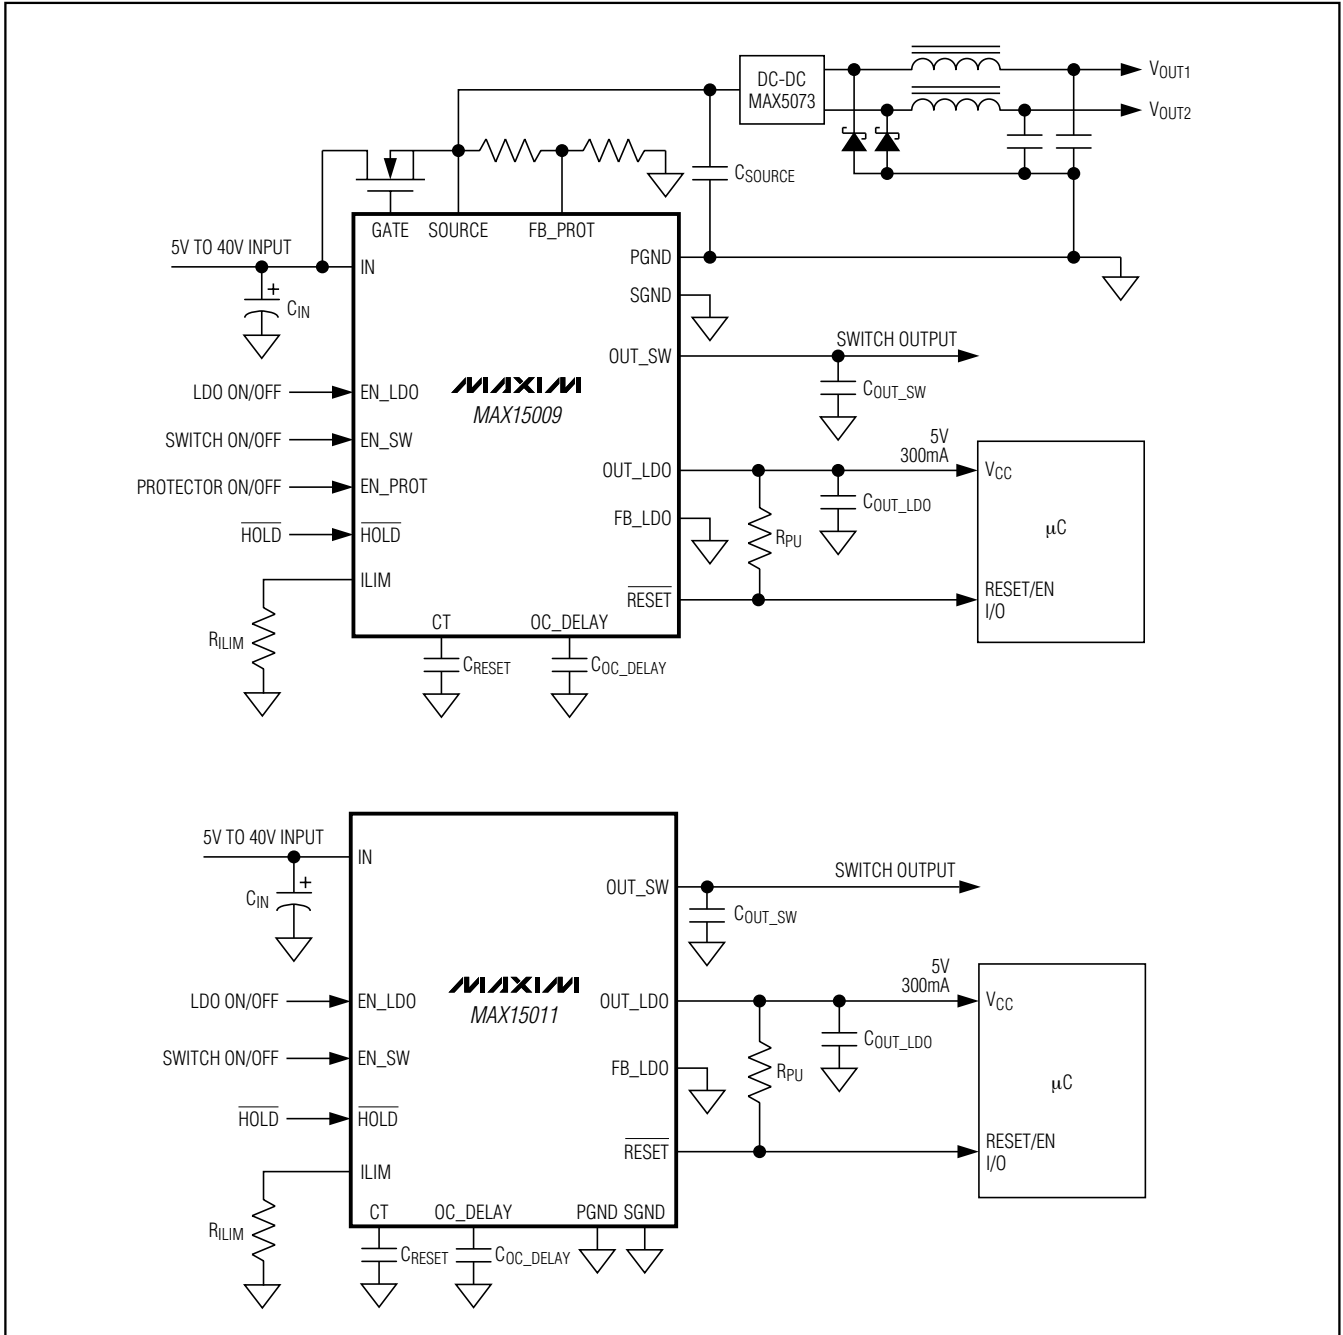 DC-DC
MAX5073
VOUT1
VOUT2
CSOURCE
GATE SOURCE FB_PROT
5V TO 40V INPUT
IN
PGND
+
CIN
SGND
SWITCH OUTPUT
OUT_SW
LDO ON/OFF
EN_LDO
MAXIM
MAX15009
COUT_SW
SWITCH ON/OFF
EN_SW
5V
300mA
OUT_LDO
VCC
PROTECTOR ON/OFF
EN_PROT
COUT_LDO
FB_LDO
HOLD
HOLD
RPU
μC
ILIM
RESET
RESET/EN
I/O
CT OC_DELAY
RILIM
CRESET
COC_DELAY
5V TO 40V INPUT
IN
SWITCH OUTPUT
OUT_SW
+
CIN
COUT_SW
5V
300mA
LDO ON/OFF
EN_LDO
MAXIM
MAX15011
OUT_LDO
VCC
COUT_LDO
SWITCH ON/OFF
EN_SW
FB_LDO
RPU
μC
HOLD
HOLD
RESET
RESET/EN
I/O
ILIM
RILIM
CT OC_DELAY PGND SGND
CRESET
COC_DELAY